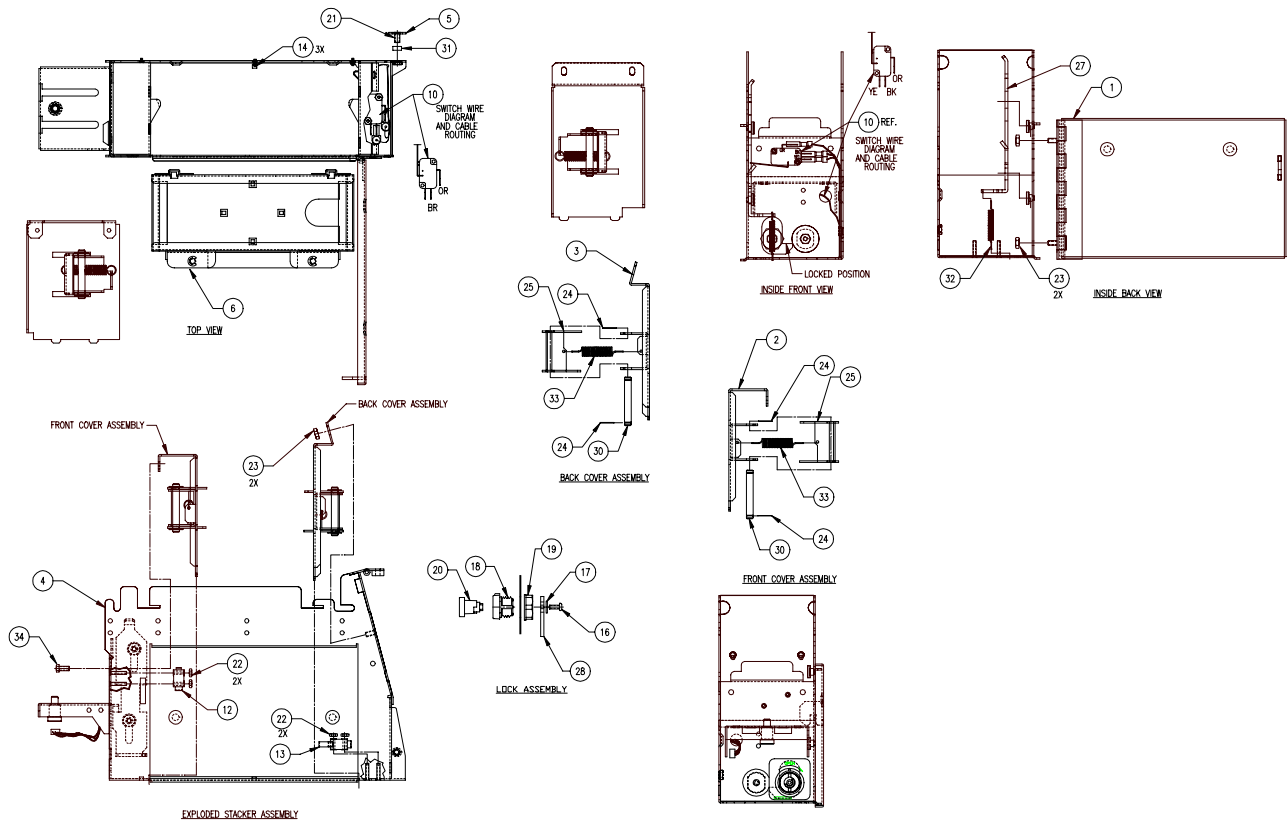 21
5
14 3X
31
10
SWITCH WIRE
DIAGRAM
AND CABLE
ROUTING
OR
BR
6
TOP VIEW
OR
YE BK
10 REF.
SWITCH WIRE
DIAGRAM
AND CABLE
ROUTING
LOCKED POSITION
INSIDE FRONT VIEW
27
1
32
23
2X
INSIDE BACK VIEW
3
25
24
33
24
30
BACK COVER ASSEMBLY
2
24
25
33
30
24
FRONT COVER ASSEMBLY
FRONT COVER ASSEMBLY
BACK COVER ASSEMBLY
23
2X
4
34
22
2X
12
22
2X
13
EXPLODED STACKER ASSEMBLY
20
18
19
17
16
28
LOCK ASSEMBLY